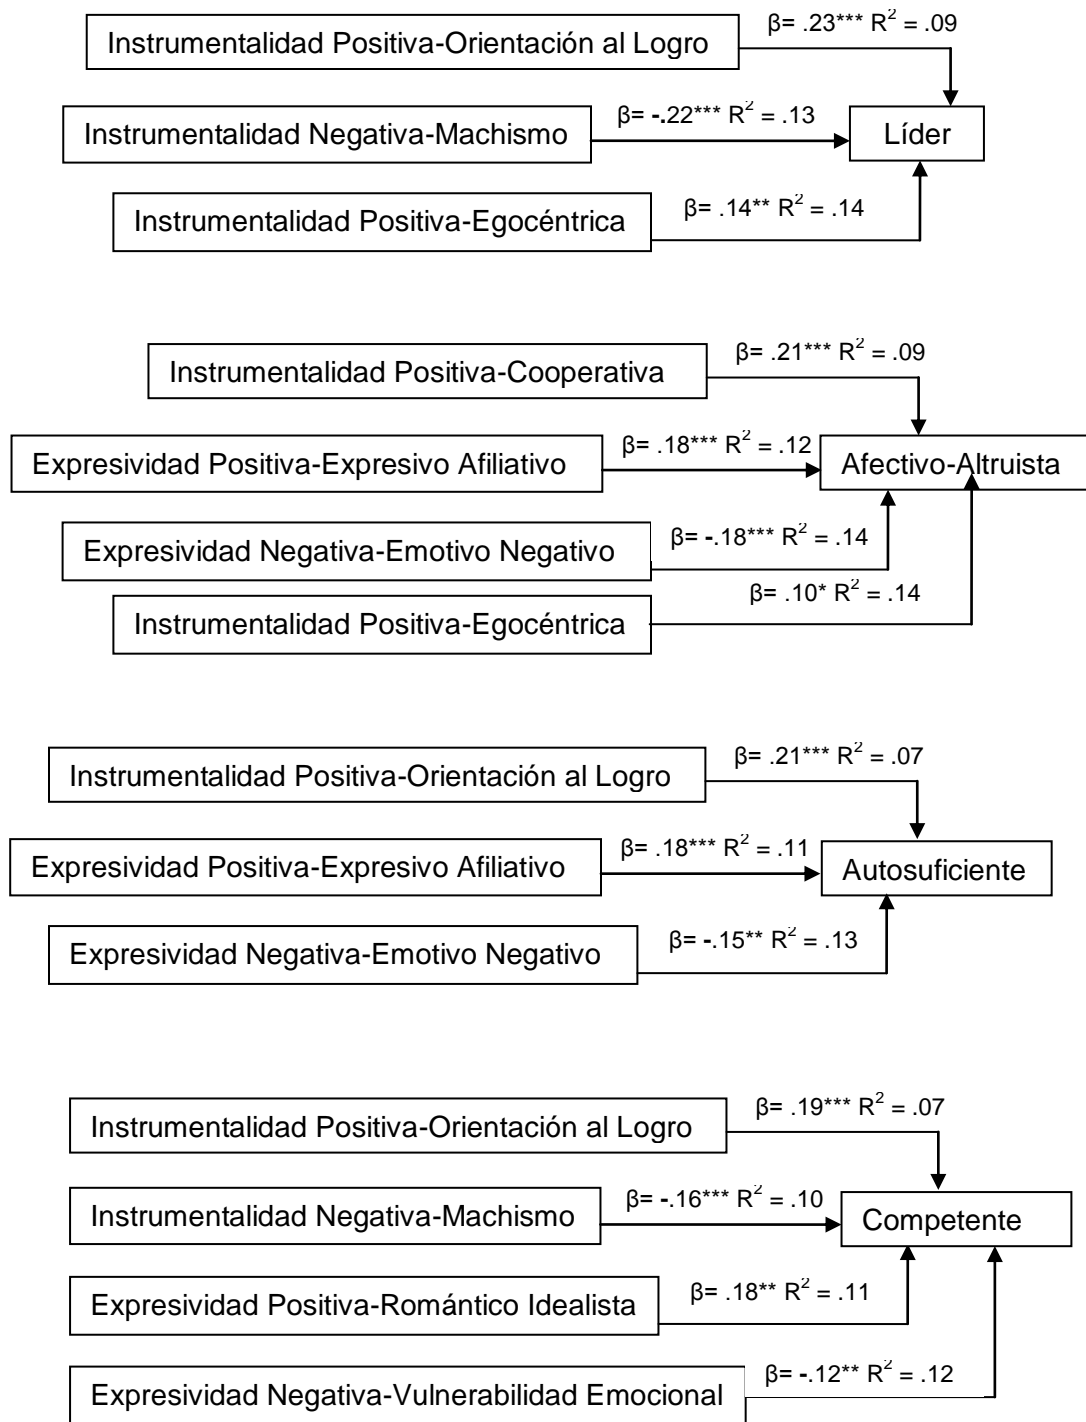 β= .23*** R² = .09
Instrumentalidad Positiva-Orientación al Logro
β= -.22*** R² = .13
Instrumentalidad Negativa-Machismo
Líder
β= .14** R² = .14
Instrumentalidad Positiva-Egocéntrica
β= .21*** R² = .09
Instrumentalidad Positiva-Cooperativa
β= .18*** R² = .12
Expresividad Positiva-Expresivo Afiliativo
Afectivo-Altruista
β= -.18*** R² = .14
Expresividad Negativa-Emotivo Negativo
β= .10* R² = .14
Instrumentalidad Positiva-Egocéntrica
β= .21*** R² = .07
Instrumentalidad Positiva-Orientación al Logro
β= .18*** R² = .11
Expresividad Positiva-Expresivo Afiliativo
Autosuficiente
β= -.15** R² = .13
Expresividad Negativa-Emotivo Negativo
β= .19*** R² = .07
Instrumentalidad Positiva-Orientación al Logro
β= -.16*** R² = .10
Instrumentalidad Negativa-Machismo
Competente
β= .18** R² = .11
Expresividad Positiva-Romántico Idealista
β= -.12** R² = .12
Expresividad Negativa-Vulnerabilidad Emocional